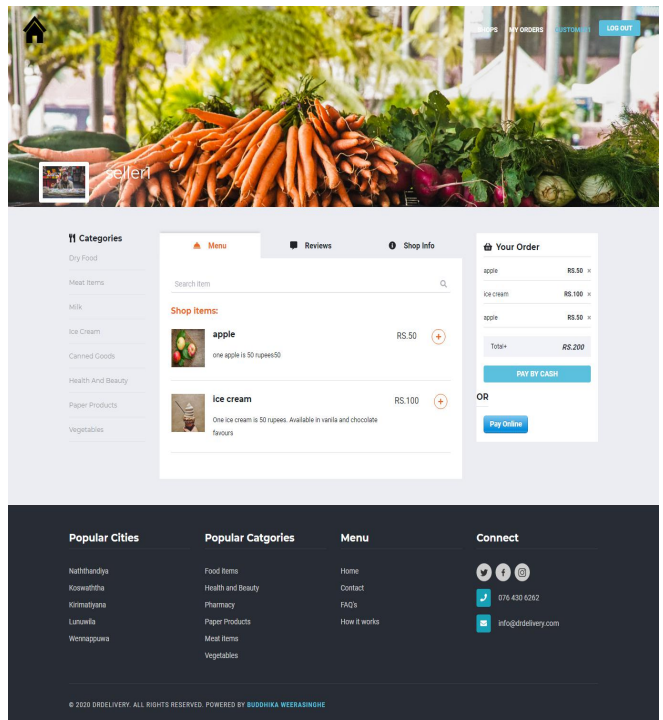 SHOPS MY ORDERS CUSTOMER1 LOG OUT
seller1
Categories
Dry Food
Meat Items
Milk
Ice Cream
Canned Goods
Health And Beauty
Paper Products
Vegetables
Menu Reviews Shop Info
Search Item
Shop items:
apple RS.50 +
one apple is 50 rupees50
ice cream RS.100 +
One ice cream is 50 rupees. Available in vanila and chocolate
favours
Your Order
apple RS.50 ×
ice cream RS.100 ×
apple RS.50 ×
Total+ RS.200
PAY BY CASH
OR
Pay Online
Popular Cities
Naththandiya
Koswaththa
Kirimatiyana
Lunuwila
Wennappuwa
Popular Catgories
Food items
Health and Beauty
Pharmacy
Paper Products
Meat items
Vegetables
Menu
Home
Contact
FAQ's
How it works
Connect
076 430 6262
info@drdelivery.com
© 2020 DRDELIVERY. ALL RIGHTS RESERVED. POWERED BY BUDDHIKA WEERASINGHE